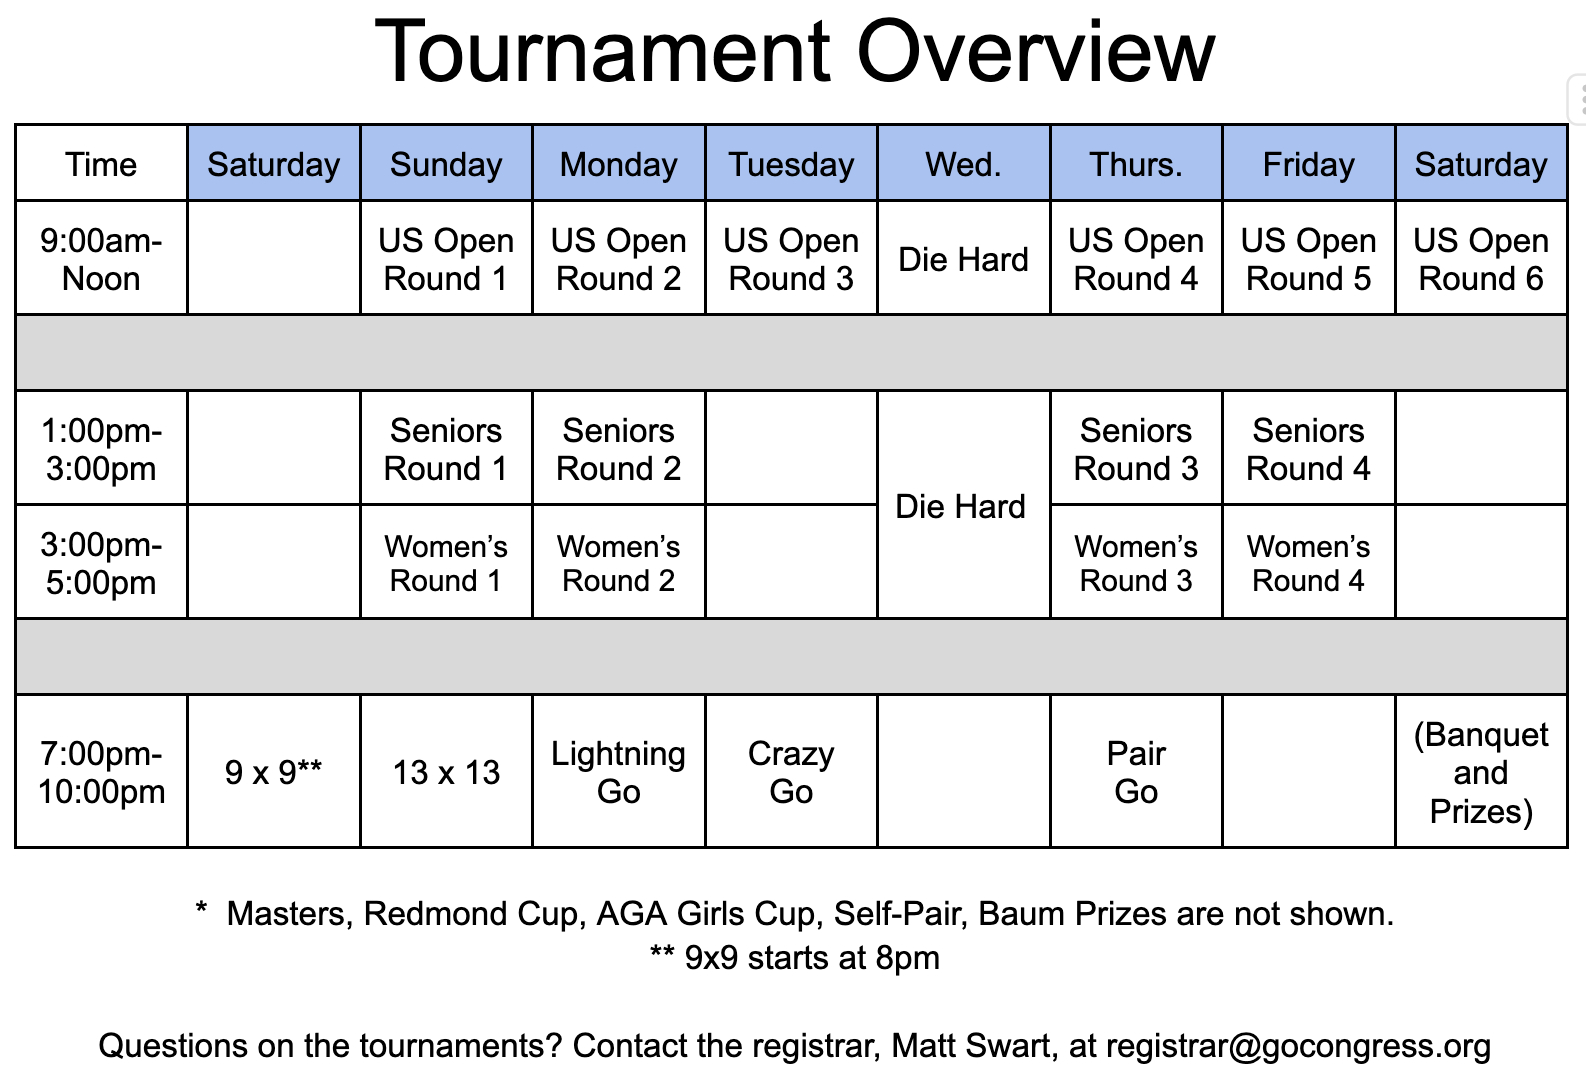 Tournament Overview
Time Saturday Sunday Monday Tuesday Wed. Thurs. Friday Saturday
9:00am-
Noon
US Open
Round 1
US Open
Round 2
US Open
Round 3
Die Hard
US Open
Round 4
US Open
Round 5
US Open
Round 6
1:00pm-
3:00pm
Seniors
Round 1
Seniors
Round 2
Die Hard
Seniors
Round 3
Seniors
Round 4
3:00pm-
5:00pm
Women’s
Round 1
Women’s
Round 2
Women’s
Round 3
Women’s
Round 4
7:00pm-
10:00pm
9 x 9**
13 x 13
Lightning
Go
Crazy
Go
Pair
Go
(Banquet
and
Prizes)
* Masters, Redmond Cup, AGA Girls Cup, Self-Pair, Baum Prizes are not shown.
** 9x9 starts at 8pm
Questions on the tournaments? Contact the registrar, Matt Swart, at registrar@gocongress.org